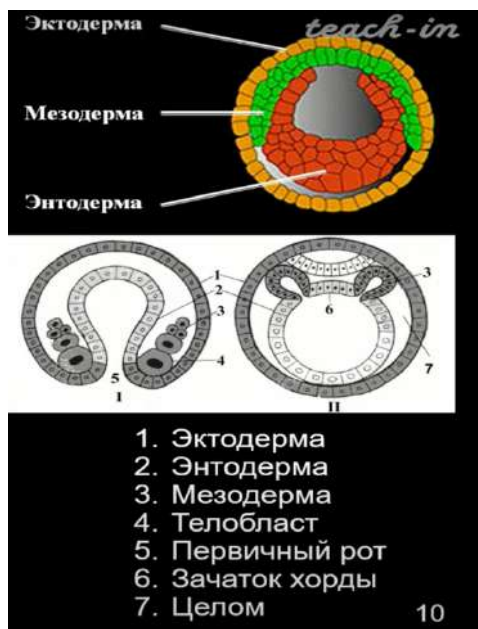 Эктодерма
teach-in
Мезодерма
Энтодерма
1
2
3
4
5
I
3
6
7
II
1. Эктодерма
2. Энтодерма
3. Мезодерма
4. Телобласт
5. Первичный рот
6. Зачаток хорды
7. Целом
10